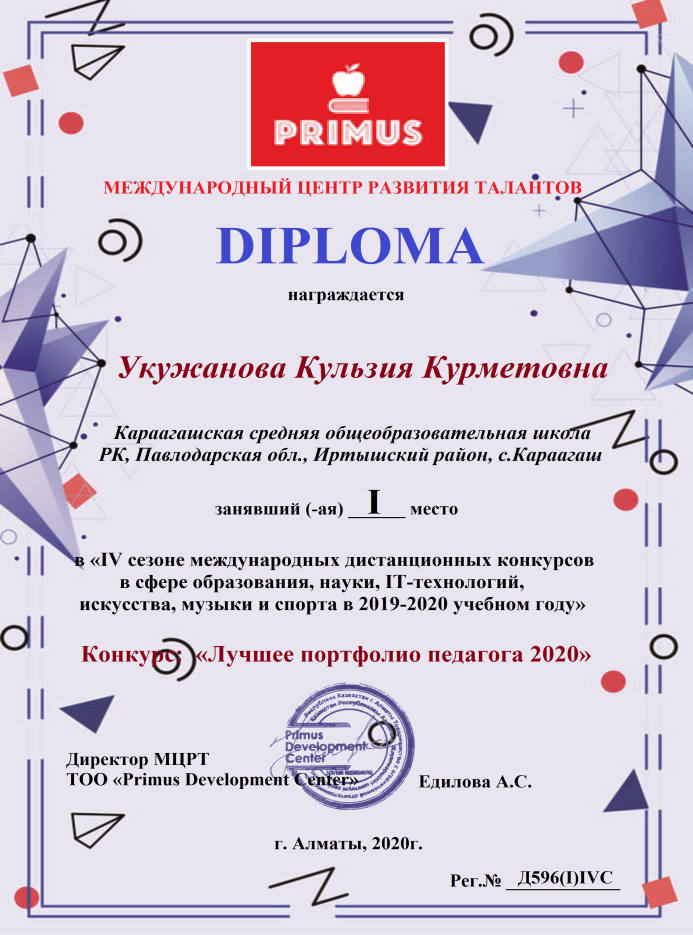 PRIMUS
МЕЖДУНАРОДНЫЙ ЦЕНТР РАЗВИТИЯ ТАЛАНТОВ
DIPLOMA
награждается
Укужанова Кульзия Курметовна
Караагашская средняя общеобразовательная школа
РК, Павлодарская обл., Иртышский район, с.Караагаш
занявший (-ая) ______ I ______ место
в «IV сезоне международных дистанционных конкурсов
в сфере образования, науки, IT-технологий,
искусства, музыки и спорта в 2019-2020 учебном году»
Конкурс: «Лучшее портфолио педагога 2020»
Primus
Development
Center
Директор МЦРТ
ТОО «Primus Development Center»
Едилова А.С.
г. Алматы, 2020г.
Рег.№ Д596(I)IVС